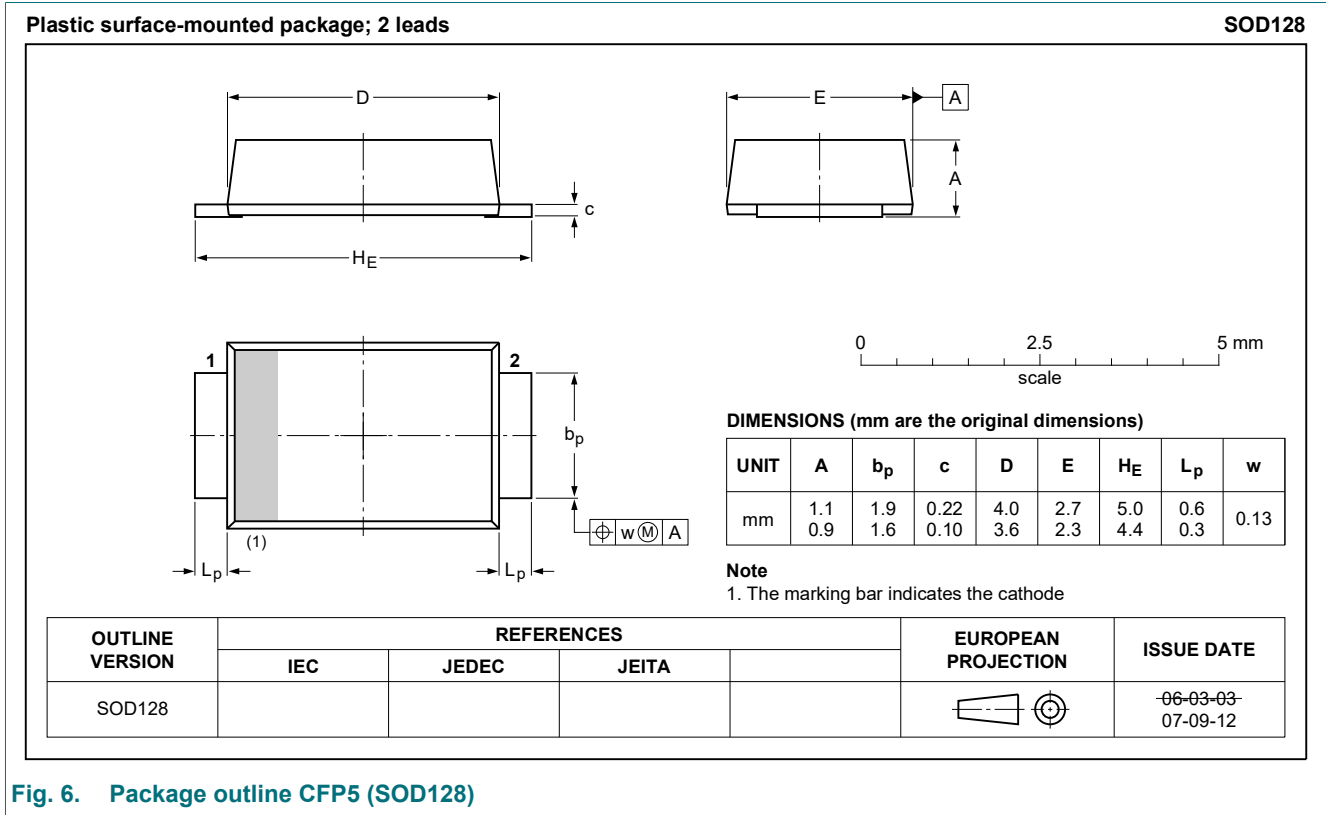 Plastic surface-mounted package; 2 leads
SOD128
D
E
A
A
c
HE
1
2
bp
w Ⓜ A
(1)
Lp
Lp
0
2.5
5 mm
scale
DIMENSIONS (mm are the original dimensions)
UNIT A bp c D E HE Lp w
mm 1.1 1.9 0.22 4.0 2.7 5.0 0.6 0.13
0.9 1.6 0.10 3.6 2.3 4.4 0.3
Note
1. The marking bar indicates the cathode
OUTLINE VERSION
REFERENCES
EUROPEAN PROJECTION
ISSUE DATE
IEC
JEDEC
JEITA
SOD128
06-03-03
07-09-12
Fig. 6. Package outline CFP5 (SOD128)